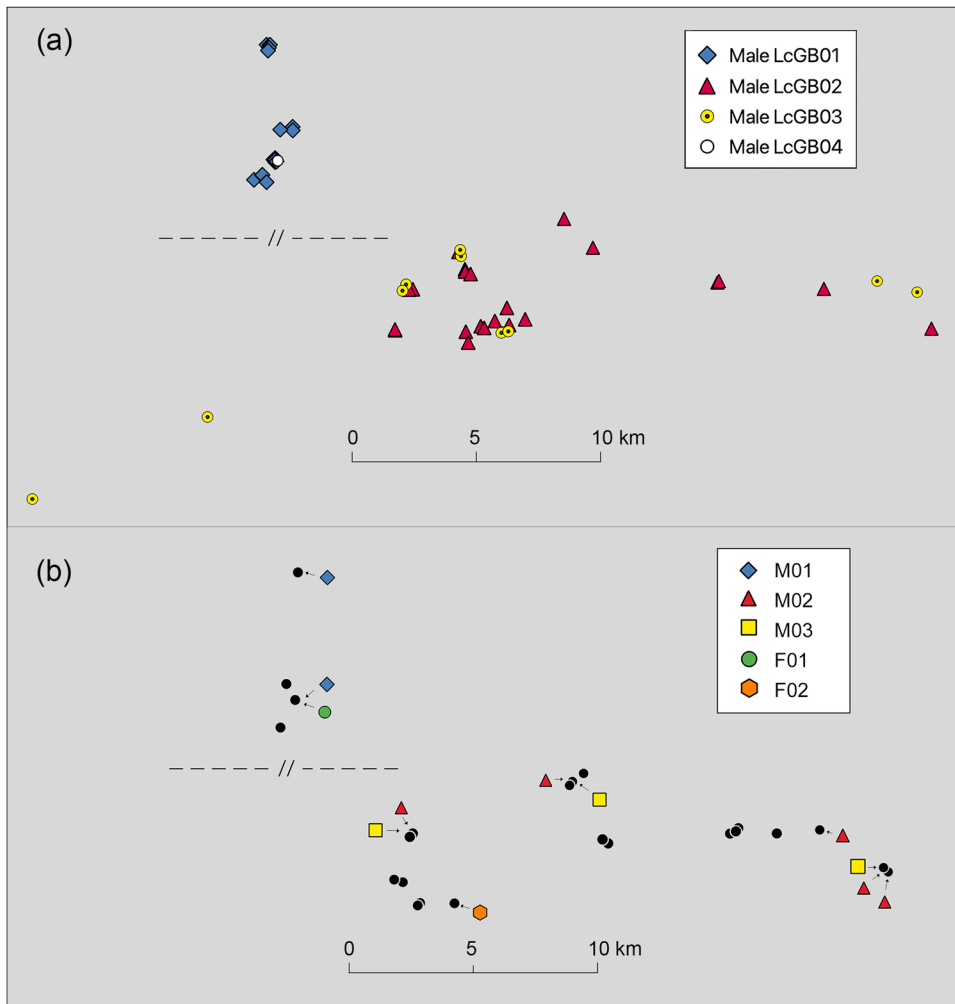 (a)
Male LcGB01
Male LcGB02
Male LcGB03
Male LcGB04
//
0 5 10 km
(b)
M01
M02
M03
F01
F02
//
0 5 10 km